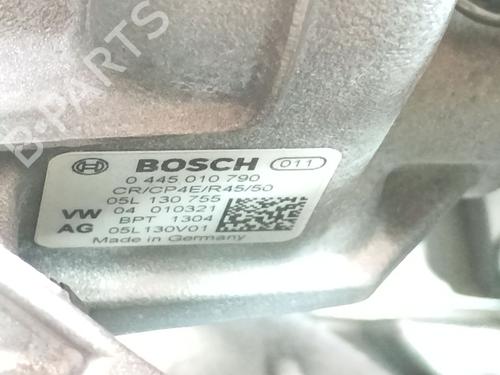 B-PARTS
BOSCH 011
0 445 010 790
CR/CP4E/R45/50
05L 130 755
VW 04 010321
AG BPT 1304
05L130V01
Made in Germany